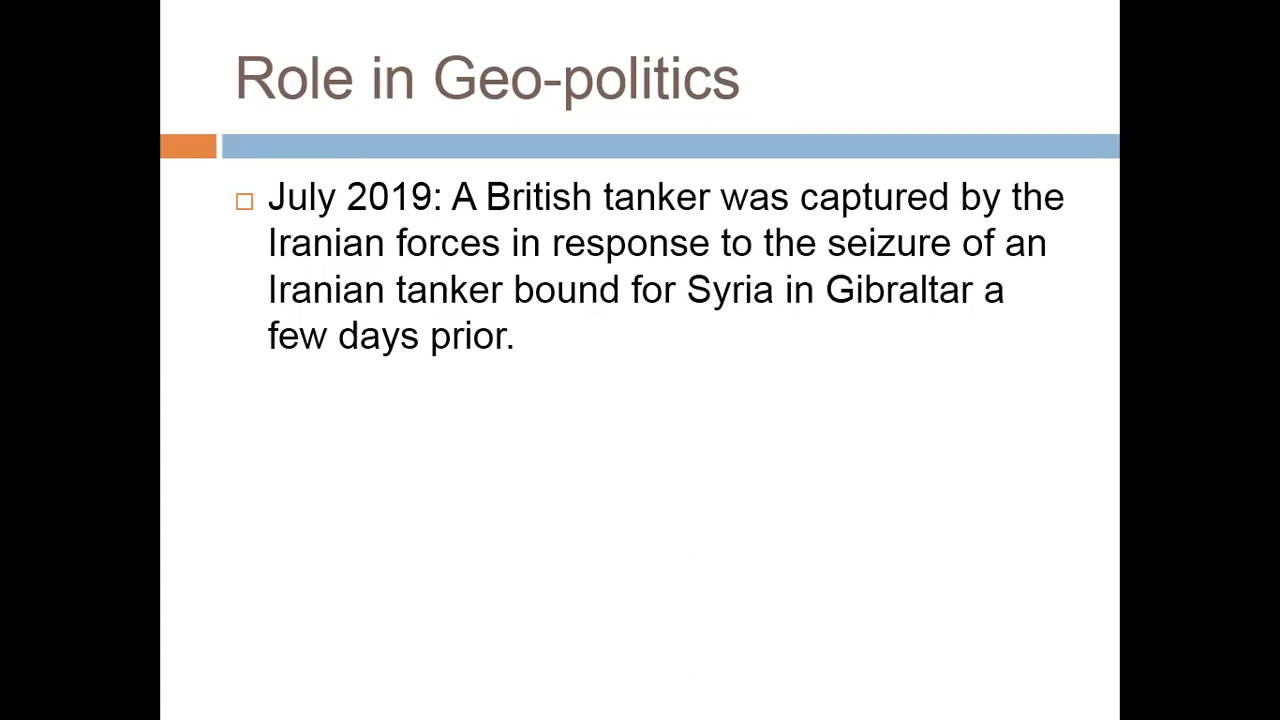 Role in Geo-politics
July 2019: A British tanker was captured by the
Iranian forces in response to the seizure of an
Iranian tanker bound for Syria in Gibraltar a
few days prior.